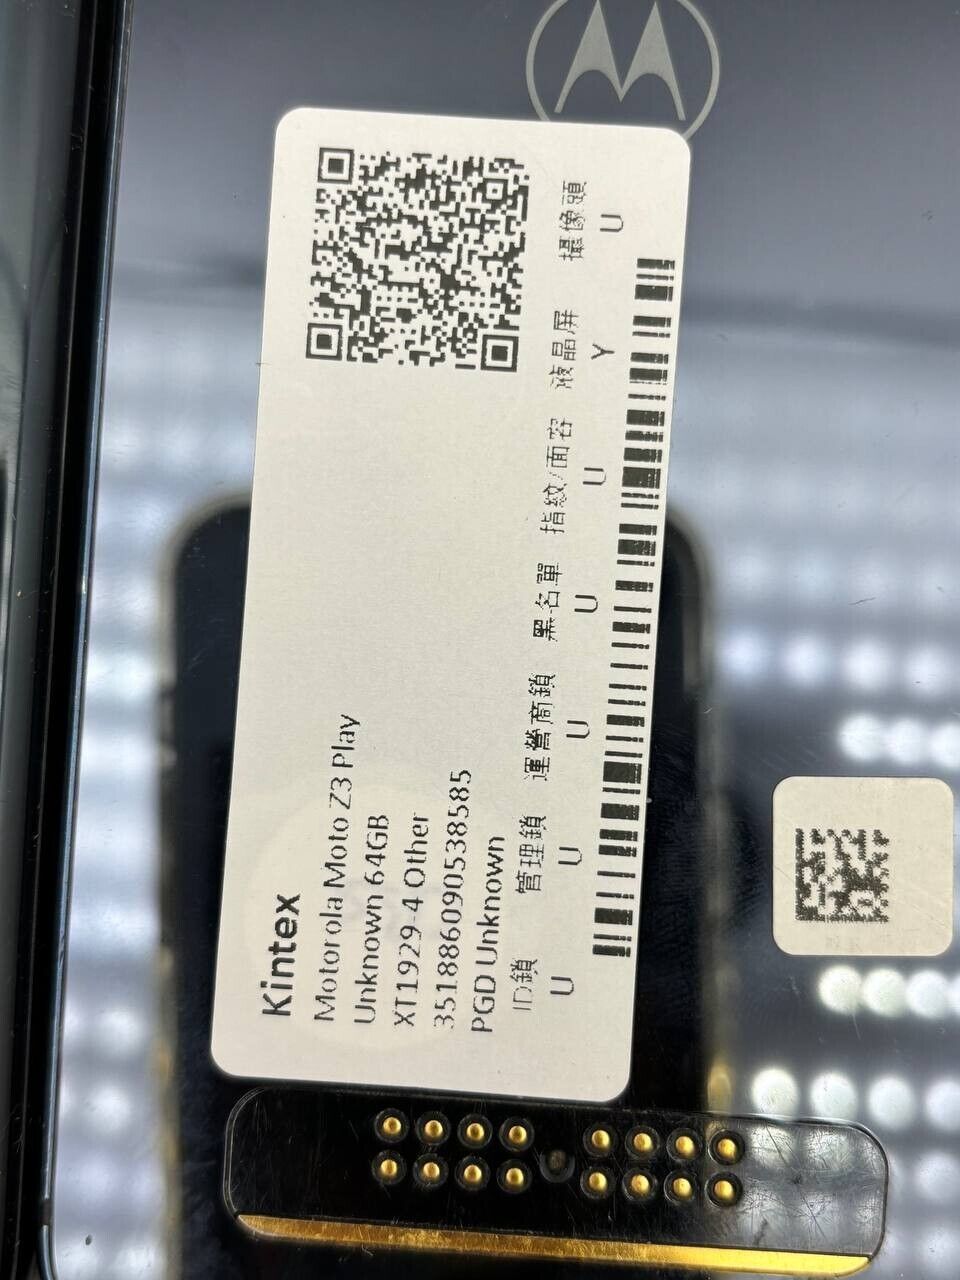 Kintex
Motorola Moto Z3 Play
Unknown 64GB
XT1929-4 Other
351886090538585
PGD Unknown
ID鎖 管理鎖 運營商鎖 黑名單 指紋/面容 液晶屏 攝像頭
U U U U U Y U